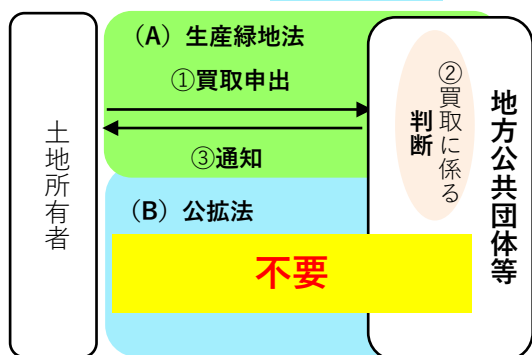 (A)生産緑地法
①買取申出
③通知
土地所有者
②買取に係る
判断
地方公共団体等
(B)公拡法
不要